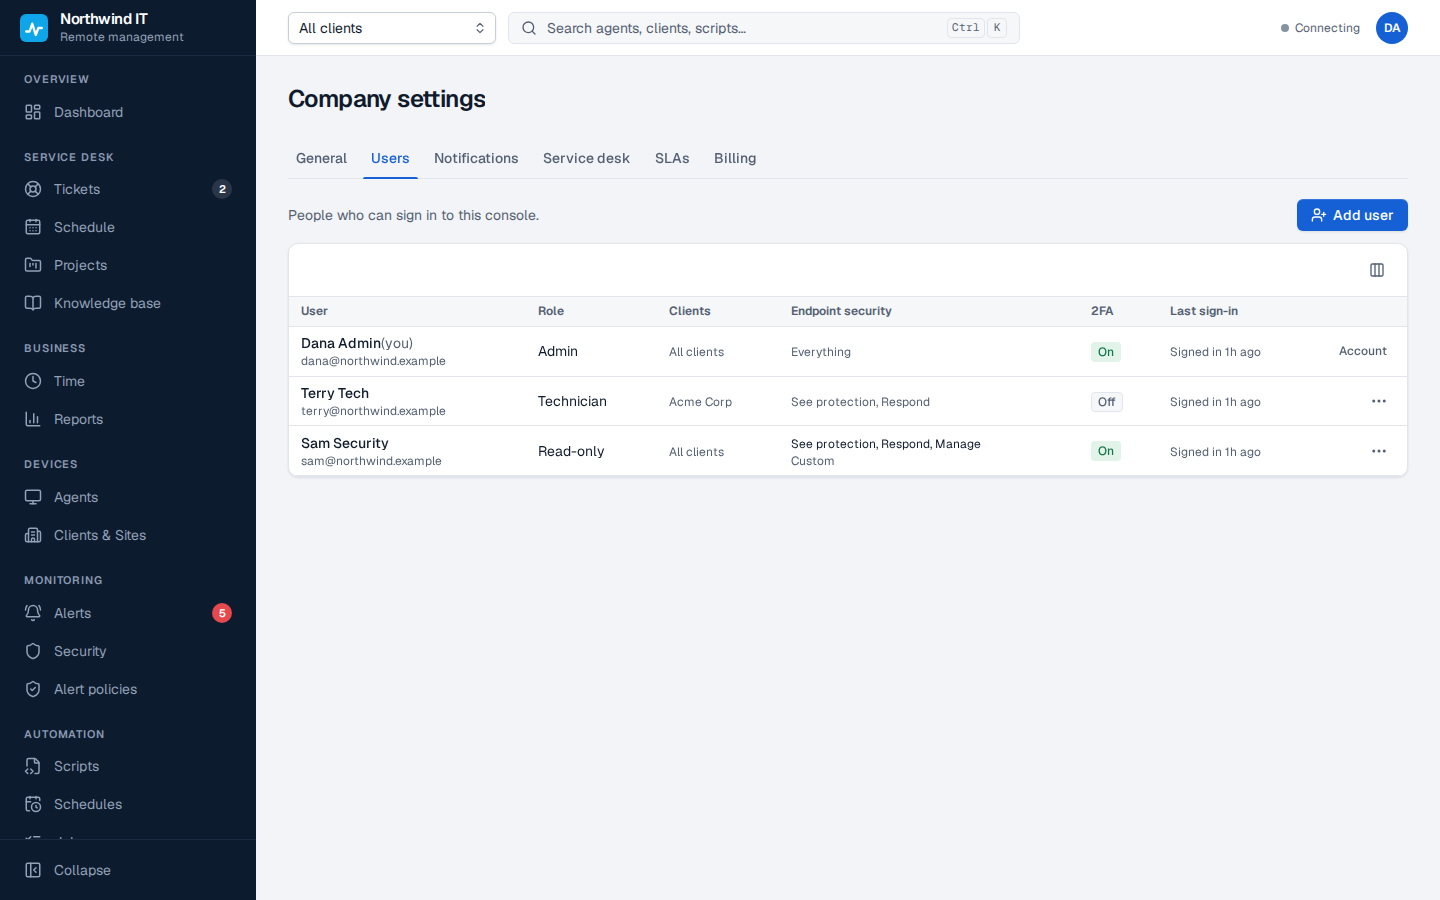 Northwind IT
Remote management
All clients
Search agents, clients, scripts...
Ctrl K
Connecting
DA
OVERVIEW
Dashboard
SERVICE DESK
Tickets 2
Schedule
Projects
Knowledge base
BUSINESS
Time
Reports
DEVICES
Agents
Clients & Sites
MONITORING
Alerts 5
Security
Alert policies
AUTOMATION
Scripts
Schedules
Collapse
Company settings
General Users Notifications Service desk SLAs Billing
People who can sign in to this console.
Add user
User Role Clients Endpoint security 2FA Last sign-in
Dana Admin(you)
dana@northwind.example
Admin All clients Everything On Signed in 1h ago Account
Terry Tech
terry@northwind.example
Technician Acme Corp See protection, Respond Off Signed in 1h ago
Sam Security
sam@northwind.example
Read-only All clients See protection, Respond, Manage
Custom
On Signed in 1h ago